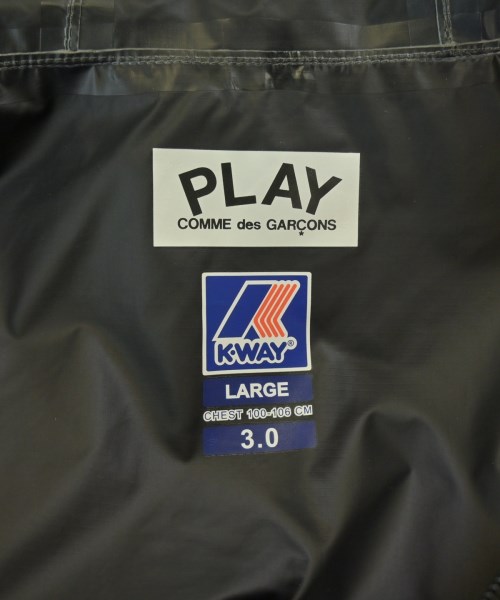 PLAY
COMME des GARÇONS
K-WAY®
LARGE
CHEST 100-106 CM
3.0